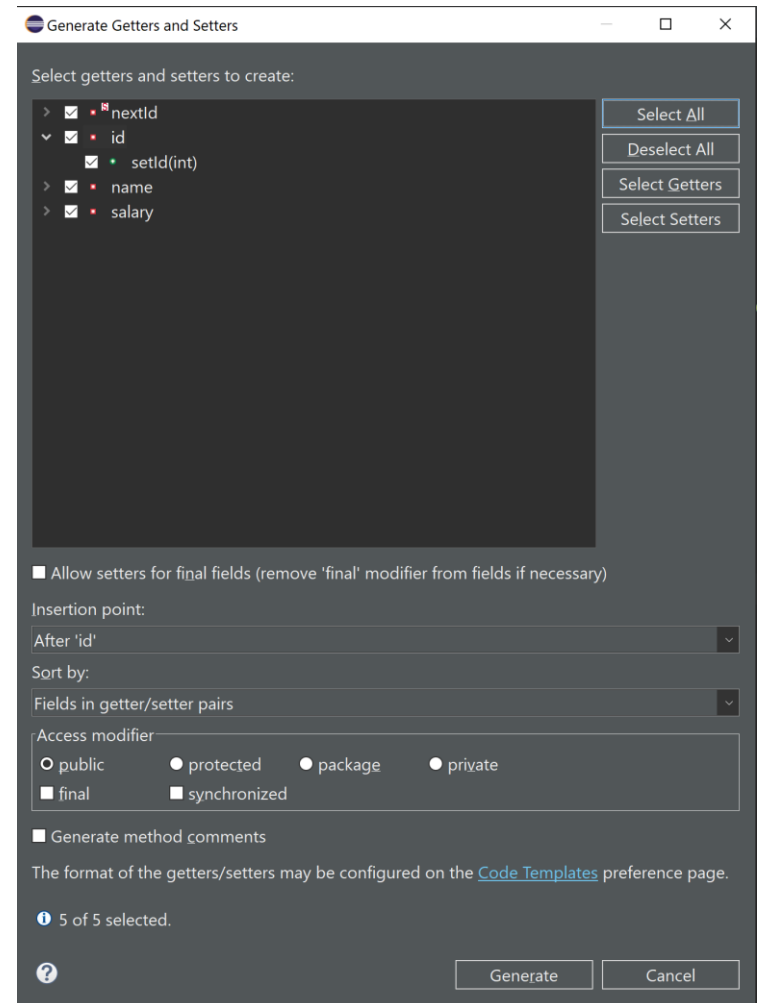 Generate Getters and Setters
Select getters and setters to create:
S nextId
id
setId(int)
name
salary
Select All
Deselect All
Select Getters
Select Setters
Allow setters for final fields (remove 'final' modifier from fields if necessary)
Insertion point:
After 'id'
Sort by:
Fields in getter/setter pairs
Access modifier
public protected package private
final synchronized
Generate method comments
The format of the getters/setters may be configured on the Code Templates preference page.
5 of 5 selected.
Generate Cancel